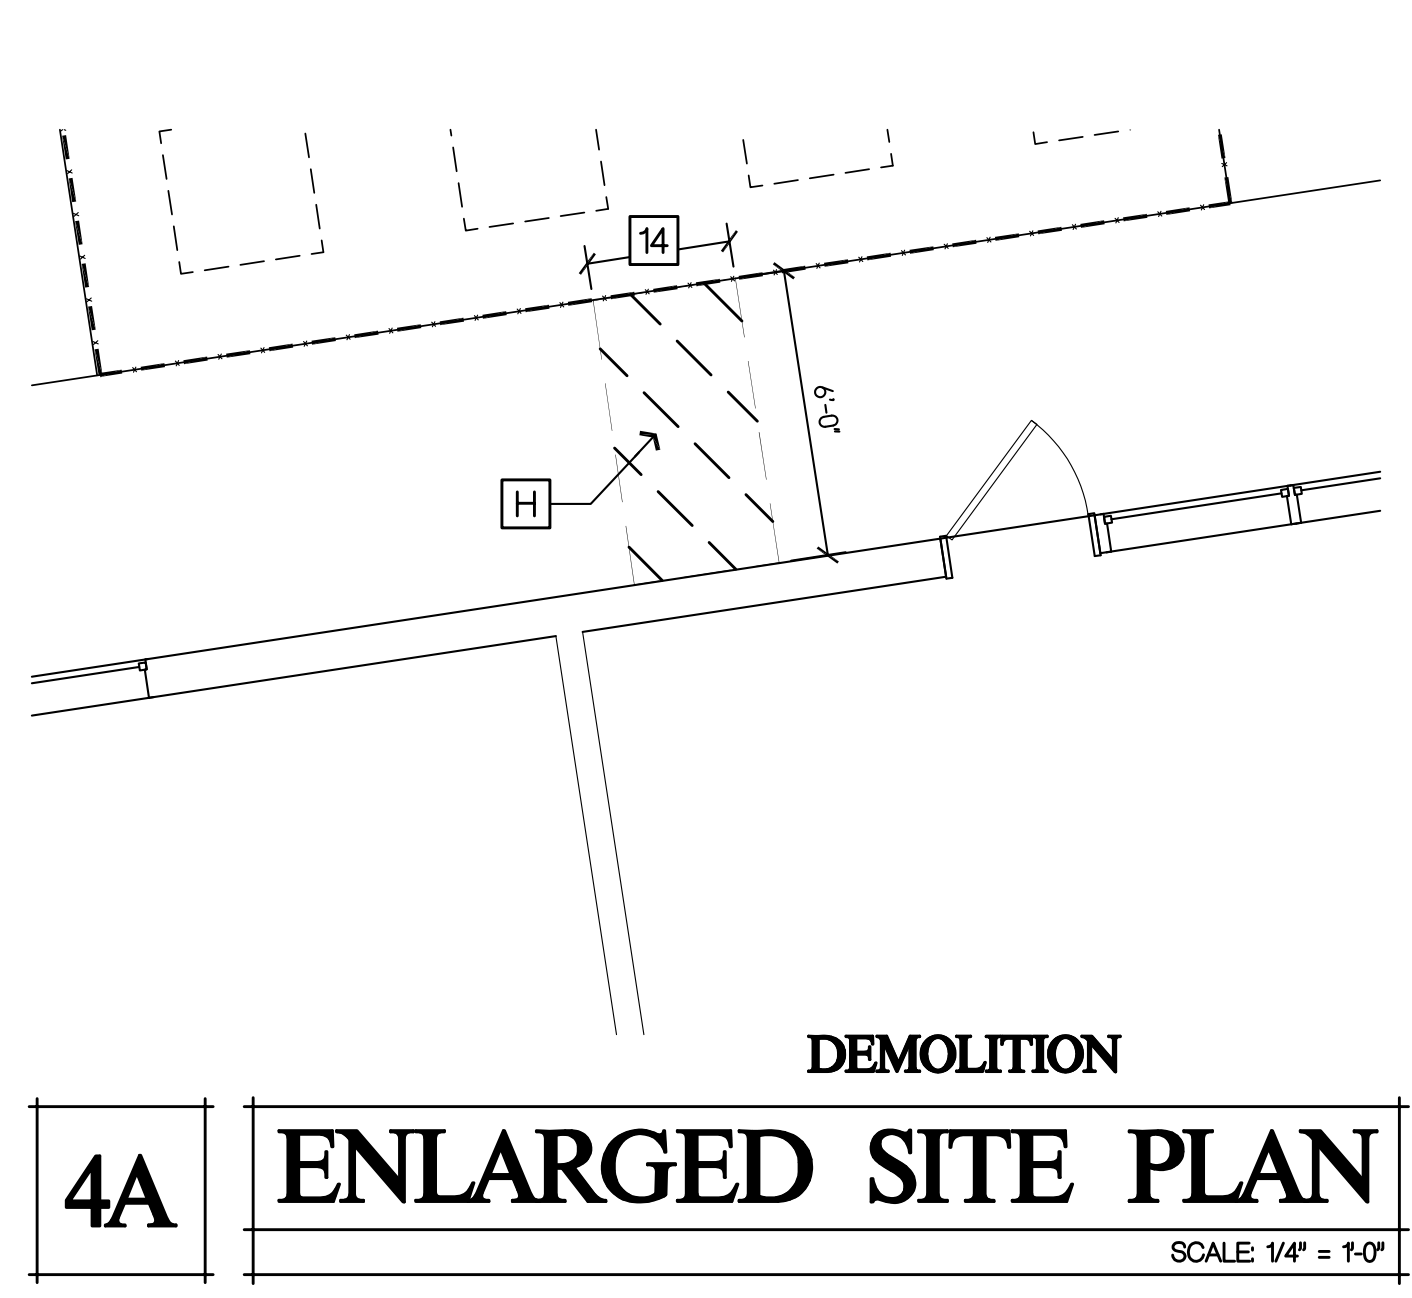 14
6'-0"
H
DEMOLITION
4A
ENLARGED SITE PLAN
SCALE: 1/4" = 1'-0"